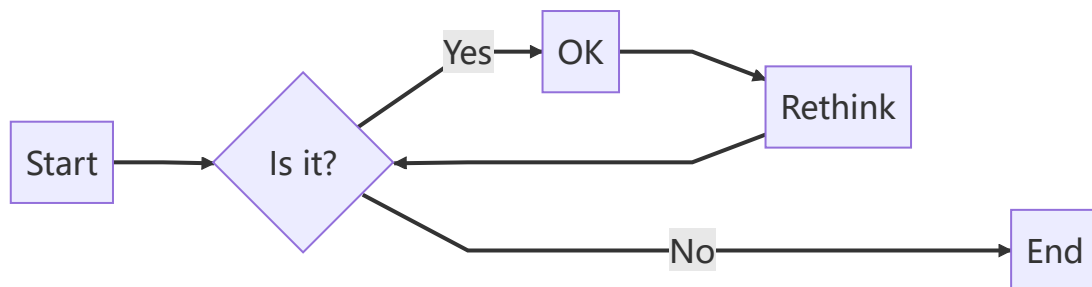 Start
Is it?
Yes
OK
Rethink
No
End